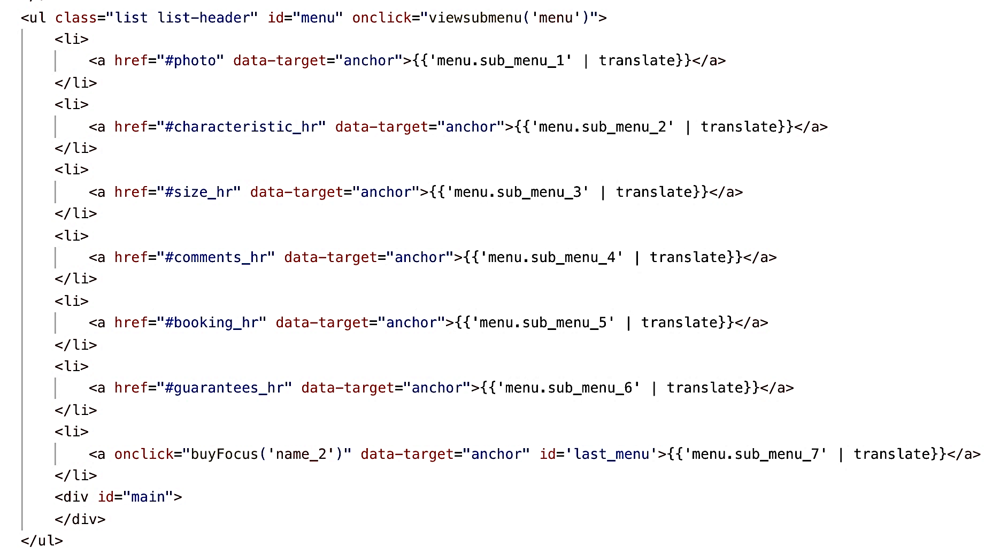 <ul class="list list-header" id="menu" onclick="viewsubmenu('menu')">
<li>
<a href="#photo" data-target="anchor">{{'menu.sub_menu_1' | translate}}</a>
</li>
<li>
<a href="#characteristic_hr" data-target="anchor">{{'menu.sub_menu_2' | translate}}</a>
</li>
<li>
<a href="#size_hr" data-target="anchor">{{'menu.sub_menu_3' | translate}}</a>
</li>
<li>
<a href="#comments_hr" data-target="anchor">{{'menu.sub_menu_4' | translate}}</a>
</li>
<li>
<a href="#booking_hr" data-target="anchor">{{'menu.sub_menu_5' | translate}}</a>
</li>
<li>
<a href="#guarantees_hr" data-target="anchor">{{'menu.sub_menu_6' | translate}}</a>
</li>
<li>
<a onclick="buyFocus('name_2')" data-target="anchor" id='last_menu'>{{'menu.sub_menu_7' | translate}}</a>
</li>
<div id="main">
</div>
</ul>